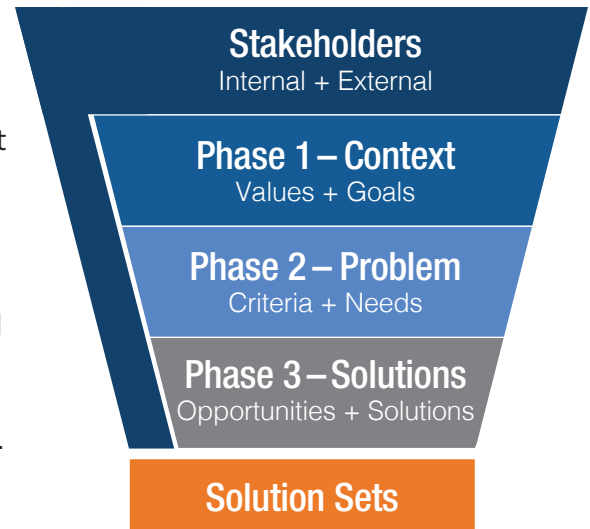 Stakeholders
Internal + External
Phase 1 – Context
Values + Goals
Phase 2 – Problem
Criteria + Needs
Phase 3 – Solutions
Opportunities + Solutions
Solution Sets